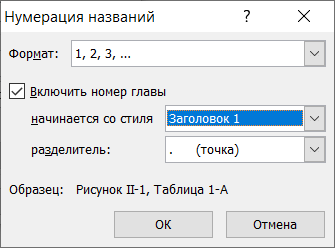 Нумерация названий ? ×
Формат: 1, 2, 3, ...
Включить номер главы
начинается со стиля Заголовок 1
разделитель: . (точка)
Образец: Рисунок II-1, Таблица 1-A
ОК Отмена